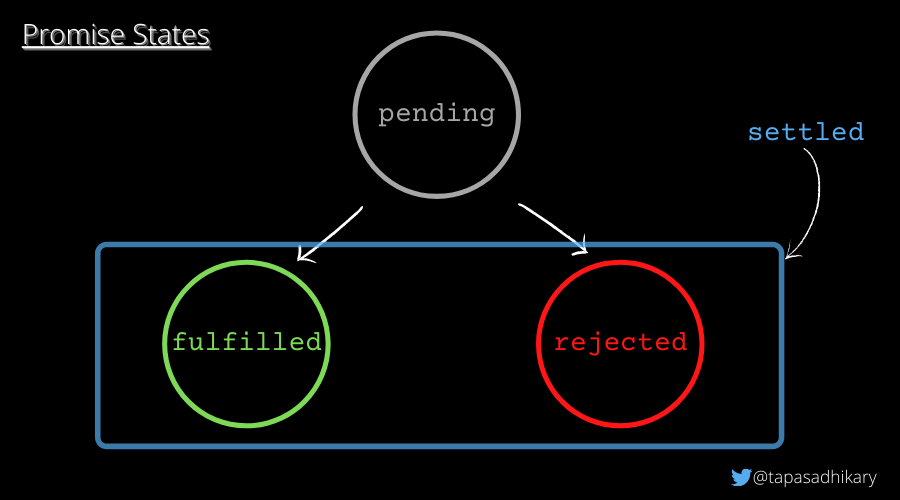 Promise States
pending
settled
fulfilled
rejected
@tapasadhikary